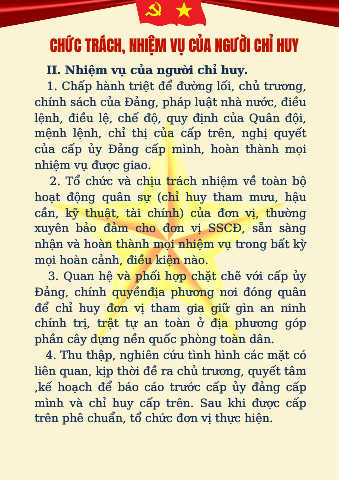 CHỨC TRÁCH, NHIỆM VỤ CỦA NGƯỜI CHỈ HUY
II. Nhiệm vụ của người chỉ huy.
1. Chấp hành triệt để đường lối, chủ trương,
chính sách của Đảng, pháp luật nhà nước, điều
lệnh, điều lệ, chế độ, quy định của Quân đội,
mệnh lệnh, chỉ thị của cấp trên, nghị quyết
của cấp ủy Đảng cấp mình, hoàn thành mọi
nhiệm vụ được giao.
2. Tổ chức và chịu trách nhiệm về toàn bộ
hoạt động quân sự (chỉ huy tham mưu, hậu
cần, kỹ thuật, tài chính) của đơn vị, thường
xuyên bảo đảm cho đơn vị SSCĐ, sẵn sàng
nhận và hoàn thành mọi nhiệm vụ trong bất kỳ
mọi hoàn cảnh, điều kiện nào.
3. Quan hệ và phối hợp chặt chẽ với cấp ủy
Đảng, chính quyềnđịa phương nơi đóng quân
để chỉ huy đơn vị tham gia giữ gìn an ninh
chính trị, trật tự an toàn ở địa phương góp
phần cây dựng nền quốc phòng toàn dân.
4. Thu thập, nghiên cứu tình hình các mặt có
liên quan, kịp thời đề ra chủ trương, quyết tâm
,kế hoạch để báo cáo trước cấp ủy đảng cấp
mình và chỉ huy cấp trên. Sau khi được cấp
trên phê chuẩn, tổ chức đơn vị thực hiện.